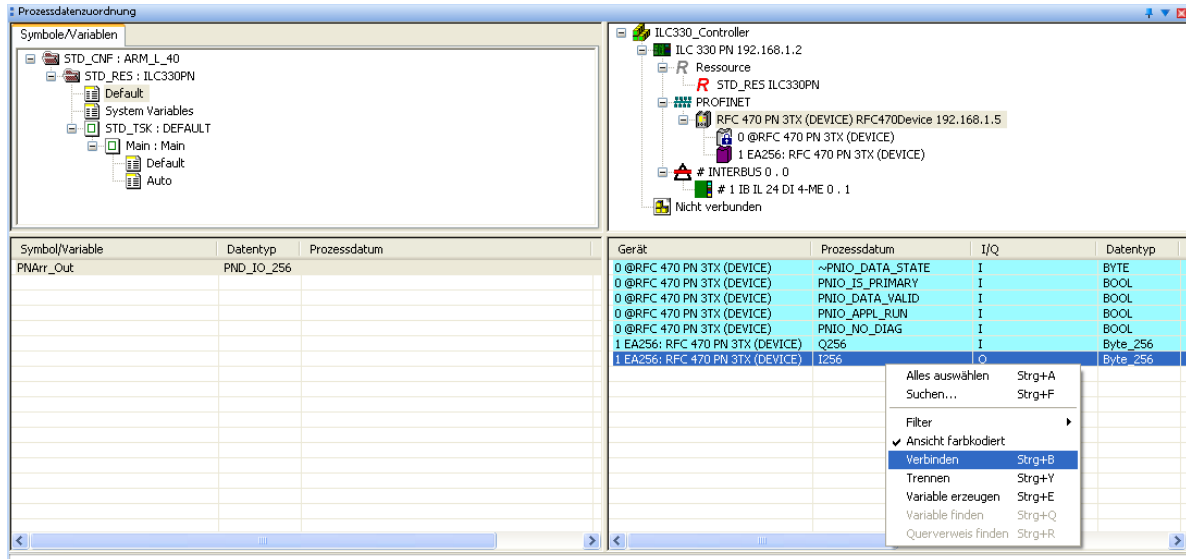 Prozessdatenzuordnung
Symbole/Variablen
STD_CNF : ARM_L_40
STD_RES : ILC330PN
Default
System Variables
STD_TSK : DEFAULT
Main : Main
Default
Auto
ILC330_Controller
ILC 330 PN 192.168.1.2
R Ressource
R STD_RES ILC330PN
PROFINET
RFC 470 PN 3TX (DEVICE) RFC470Device 192.168.1.5
0 @RFC 470 PN 3TX (DEVICE)
1 EA256: RFC 470 PN 3TX (DEVICE)
# INTERBUS 0 . 0
# 1 IB IL 24 DI 4-ME 0 . 1
Nicht verbunden
Symbol/Variable Datentyp Prozessdatum
PNArr_Out PND_IO_256
Gerät Prozessdatum I/Q Datentyp
0 @RFC 470 PN 3TX (DEVICE) ~PNIO_DATA_STATE I BYTE
0 @RFC 470 PN 3TX (DEVICE) PNIO_IS_PRIMARY I BOOL
0 @RFC 470 PN 3TX (DEVICE) PNIO_DATA_VALID I BOOL
0 @RFC 470 PN 3TX (DEVICE) PNIO_APPL_RUN I BOOL
0 @RFC 470 PN 3TX (DEVICE) PNIO_NO_DIAG I BOOL
1 EA256: RFC 470 PN 3TX (DEVICE) Q256 I Byte_256
1 EA256: RFC 470 PN 3TX (DEVICE) I256 Q Byte_256
Alles auswählen Strg+A
Suchen... Strg+F
Filter
Ansicht farbkodiert
Verbinden Strg+B
Trennen Strg+Y
Variable erzeugen Strg+E
Variable finden Strg+Q
Querverweis finden Strg+R